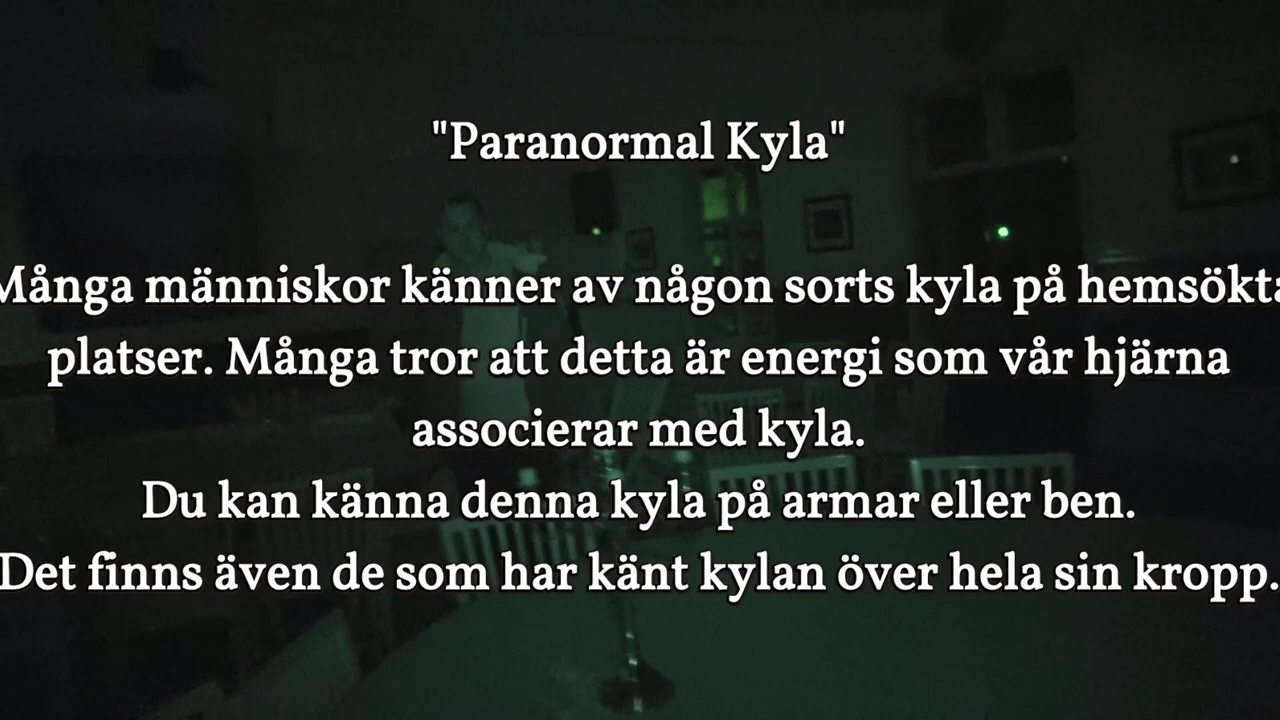 "Paranormal Kyla"
Många människor känner av någon sorts kyla på hemsökta
platser. Många tror att detta är energi som vår hjärna
associerar med kyla.
Du kan känna denna kyla på armar eller ben.
Det finns även de som har känt kylan över hela sin kropp.